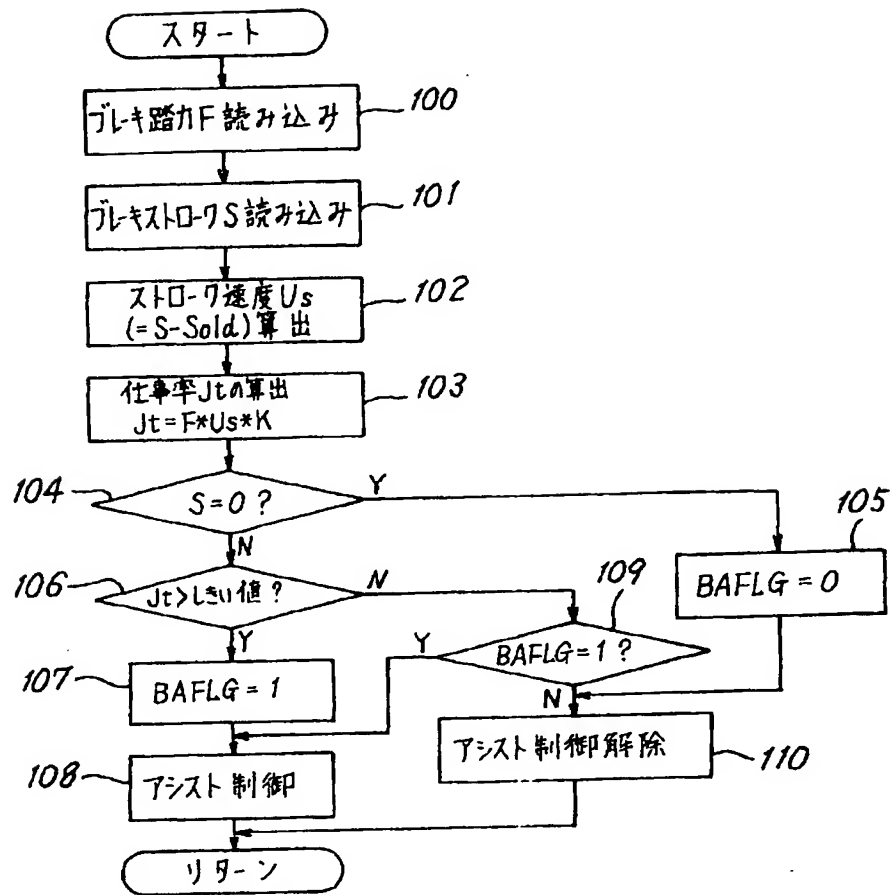 スタート
ブレーキ踏力F読み込み
100
ブレーキストロークS読み込み
101
ストローク速度Us
(=S-Sold)算出
102
仕事率Jtの算出
Jt=F*Us*K
103
104
S=0?
Y
N
105
BAFLG=0
106
Jt>しきい値?
N
Y
109
BAFLG=1?
Y
N
107
BAFLG=1
108
アシスト制御
アシスト制御解除
110
リターン